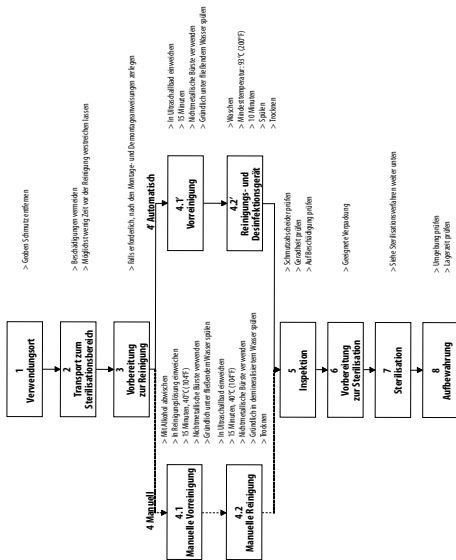 1
Verwendungsort
> Groben Schmutz entfernen
2
Transport zum
Sterilisationsbereich
> Beschädigungen vermeiden
> Möglichst wenig Zeit vor der Reinigung verstreichen lassen
3
Vorbereitung
zur Reinigung
> Falls erforderlich, nach den Montage- und Demontageanweisungen zerlegen
4 Manuell
> Mit Alkohol abwischen
> In Reinigungslösung einweichen
> 15 Minuten, 40°C (104°F)
> Nichtmetallische Bürste verwenden
> Gründlich unter fließendem Wasser spülen
4.1
Manuelle Vorreinigung
> In Ultraschallbad einweichen
> 15 Minuten, 40°C (104°F)
> Nichtmetallische Bürste verwenden
> Gründlich in demineralisiertem Wasser spülen
> Trocknen
4.2
Manuelle Reinigung
4' Automatisch
4.1'
Vorreinigung
> In Ultraschallbad einweichen
> 15 Minuten
> Nichtmetallische Bürste verwenden
> Gründlich unter fließendem Wasser spülen
4.2'
Reinigungs- und
Desinfektionsgerät
> Waschen
> Mindesttemperatur: 93°C (200°F)
> 10 Minuten
> Spülen
> Trocknen
5
Inspektion
> Schmutzabscheider prüfen
> Geradheit prüfen
> Auf Beschädigung prüfen
6
Vorbereitung
zur Sterilisation
> Geeignete Verpackung
7
Sterilisation
> Siehe Sterilisationsverfahren weiter unten
8
Aufbewahrung
> Umgebung prüfen
> Lagerzeit prüfen